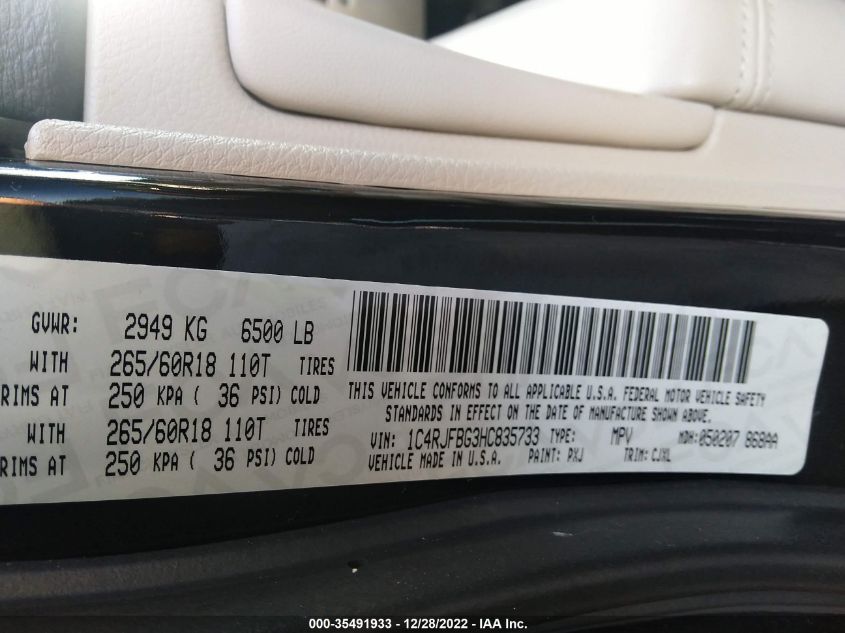 GVWR: 2949 KG 6500 LB
WITH 265/60R18 110T TIRES
RIMS AT 250 KPA ( 36 PSI) COLD
WITH 265/60R18 110T TIRES
RIMS AT 250 KPA ( 36 PSI) COLD
THIS VEHICLE CONFORMS TO ALL APPLICABLE U.S.A. FEDERAL MOTOR VEHICLE SAFETY
STANDARDS IN EFFECT ON THE DATE OF MANUFACTURE SHOWN ABOVE.
VIN: 1C4RJFBG3HC835733 TYPE: MPV MDH: 050207 868AA
VEHICLE MADE IN U.S.A. PAINT: PXJ TRIM: CJXL
000-35491933 - 12/28/2022 - IAA Inc.